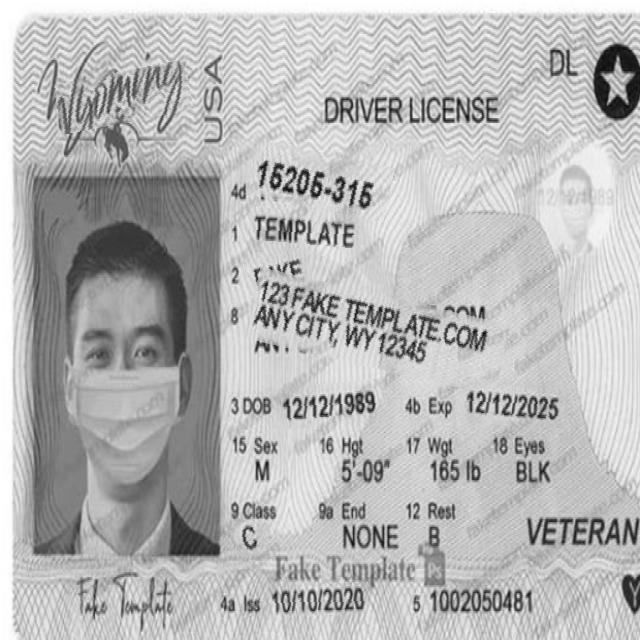 Wyoming USA
DL
DRIVER LICENSE
4d 15205-315
12/12/1989
1 TEMPLATE
2
123 FAKE TEMPLATE.COM
8 ANY CITY, WY 12345
3 DOB 12/12/1989 4b Exp 12/12/2025
15 Sex 16 Hgt 17 Wgt 18 Eyes
M 5'-09" 165 lb BLK
9 Class 9a End 12 Rest
C NONE B VETERAN
Fake Template
Fake Template 4a Iss 10/10/2020 5 1002050481
Y